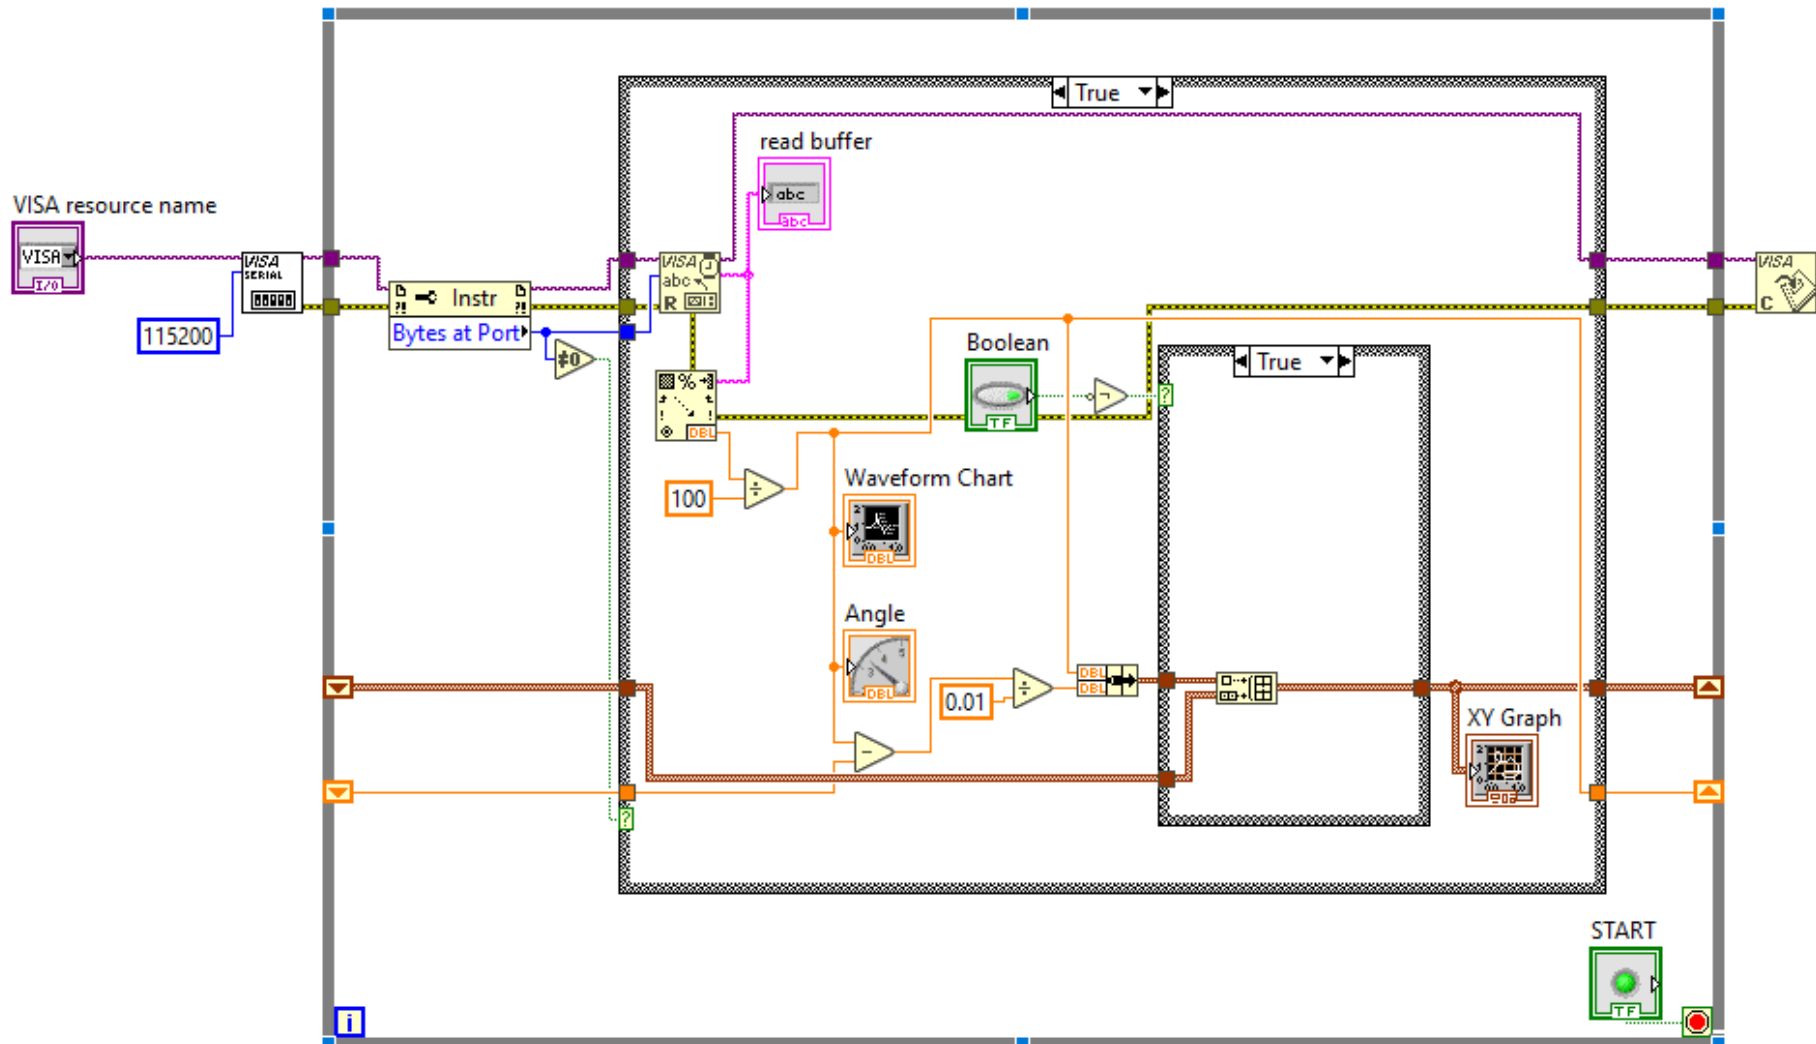 True
read buffer
abc
abc
VISA resource name
VISA
I/O
VISA
SERIAL
115200
Instr
Bytes at Port
≠0
VISA
abc
R
VISA
C
%
DBL
100
÷
Boolean
TF
True
Waveform Chart
DBL
Angle
DBL
÷
0.01
DBL
DBL
-
XY Graph
?
?
START
TF
i